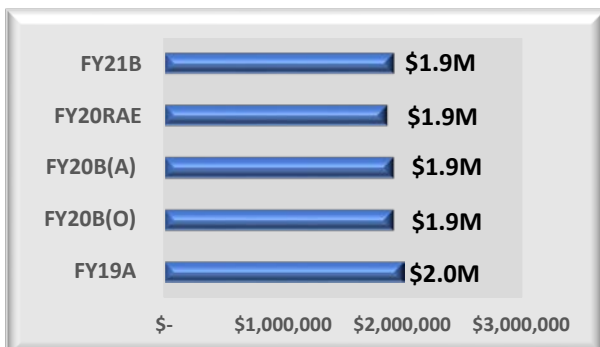 FY21B $1.9M
FY20RAE $1.9M
FY20B(A) $1.9M
FY20B(O) $1.9M
FY19A $2.0M
$- $1,000,000 $2,000,000 $3,000,000